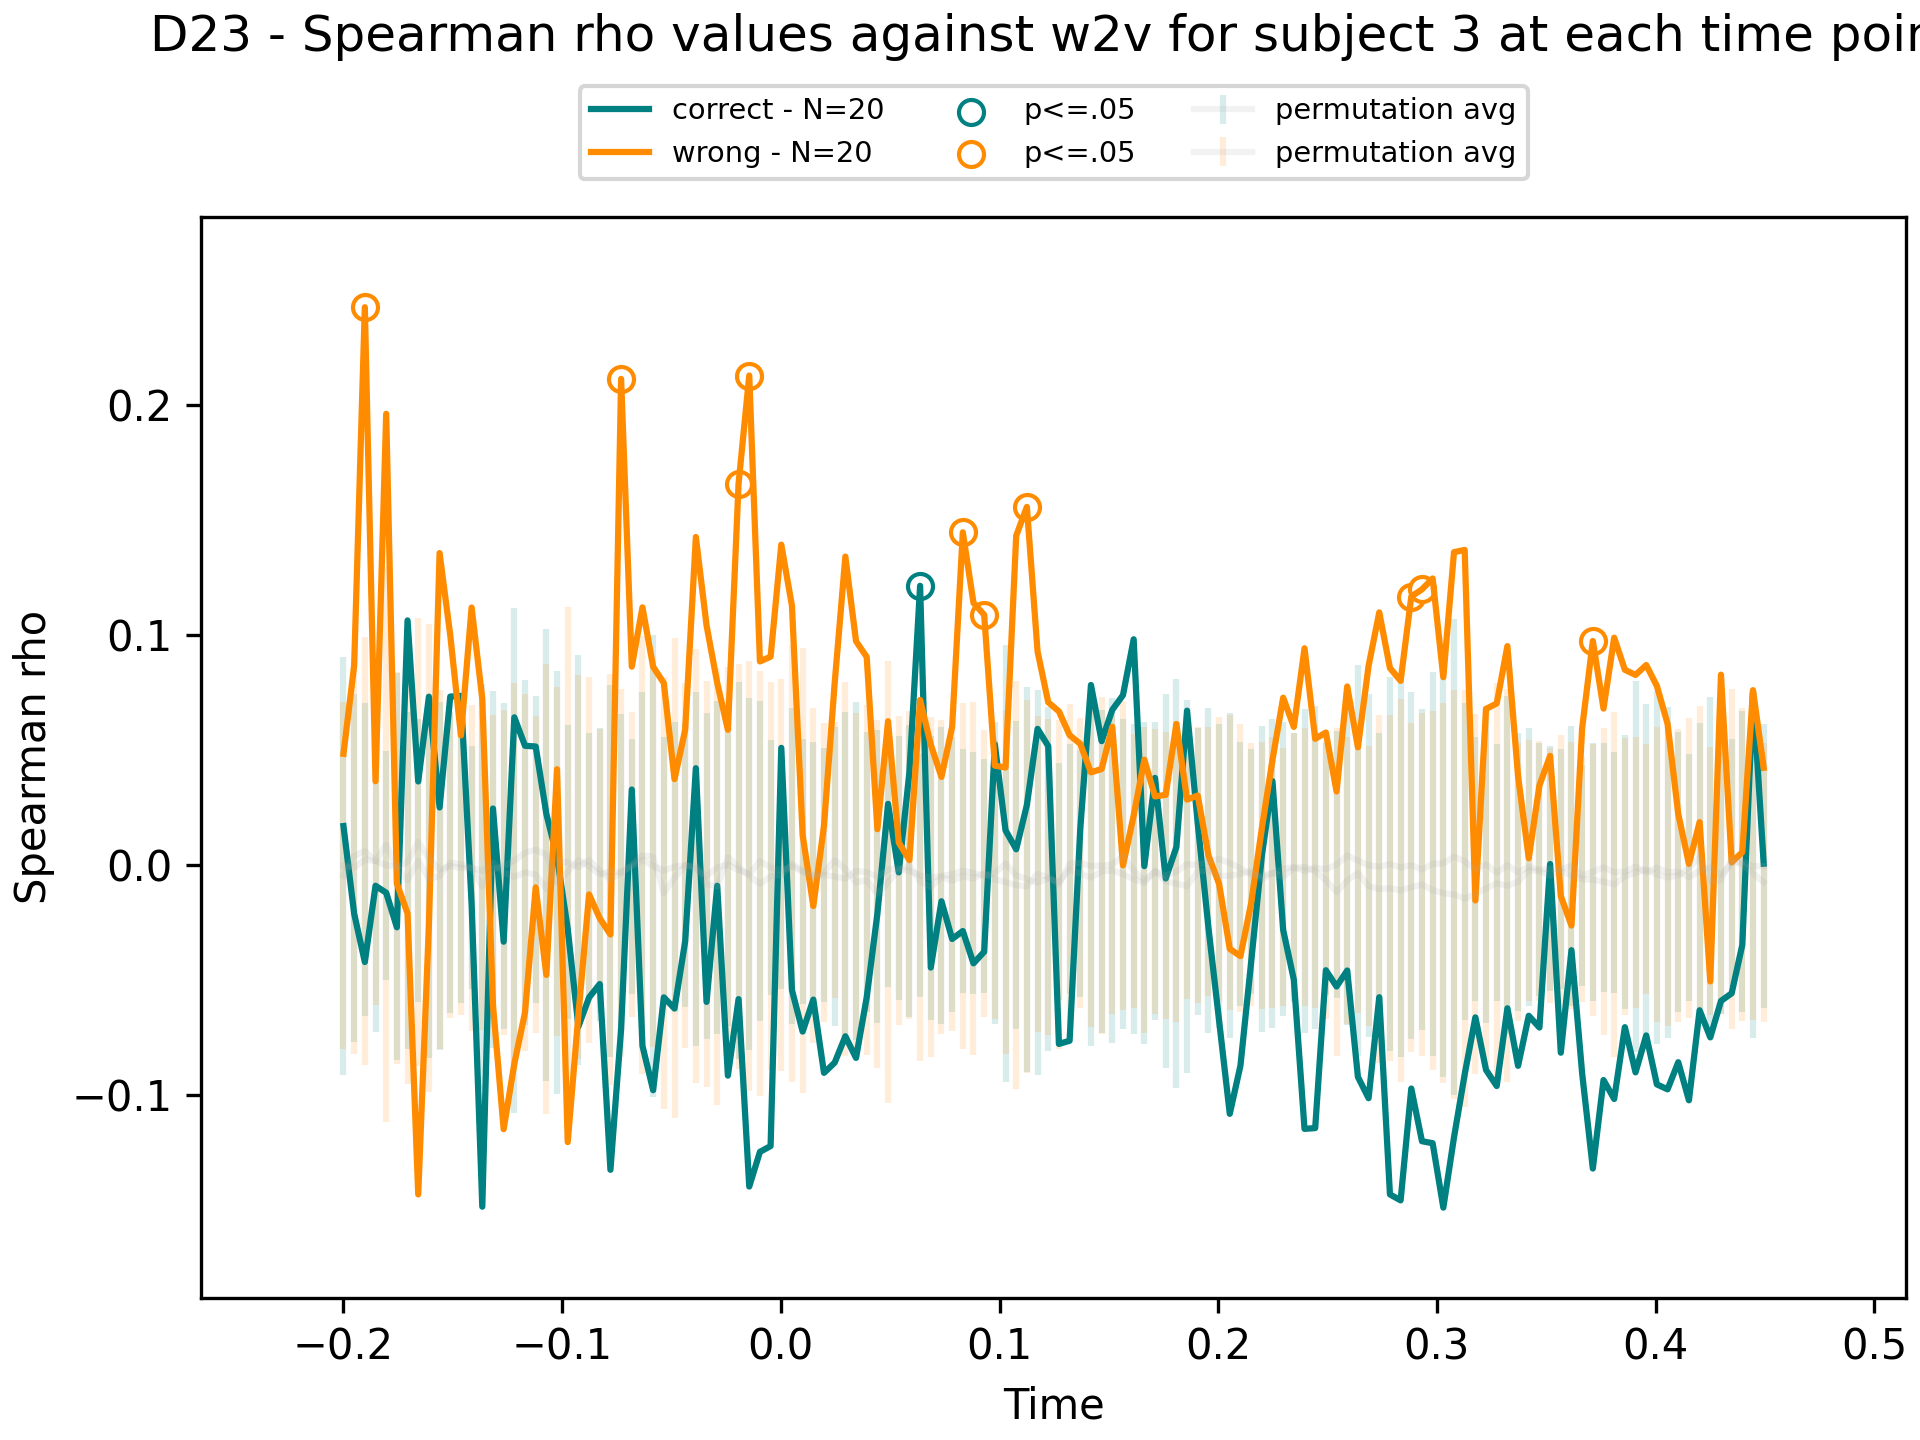 D23 - Spearman rho values against w2v for subject 3 at each time poin
correct - N=20
wrong - N=20
p<=.05
p<=.05
permutation avg
permutation avg
Spearman rho
0.2
0.1
0.0
−0.1
−0.2 −0.1 0.0 0.1 0.2 0.3 0.4 0.5
Time